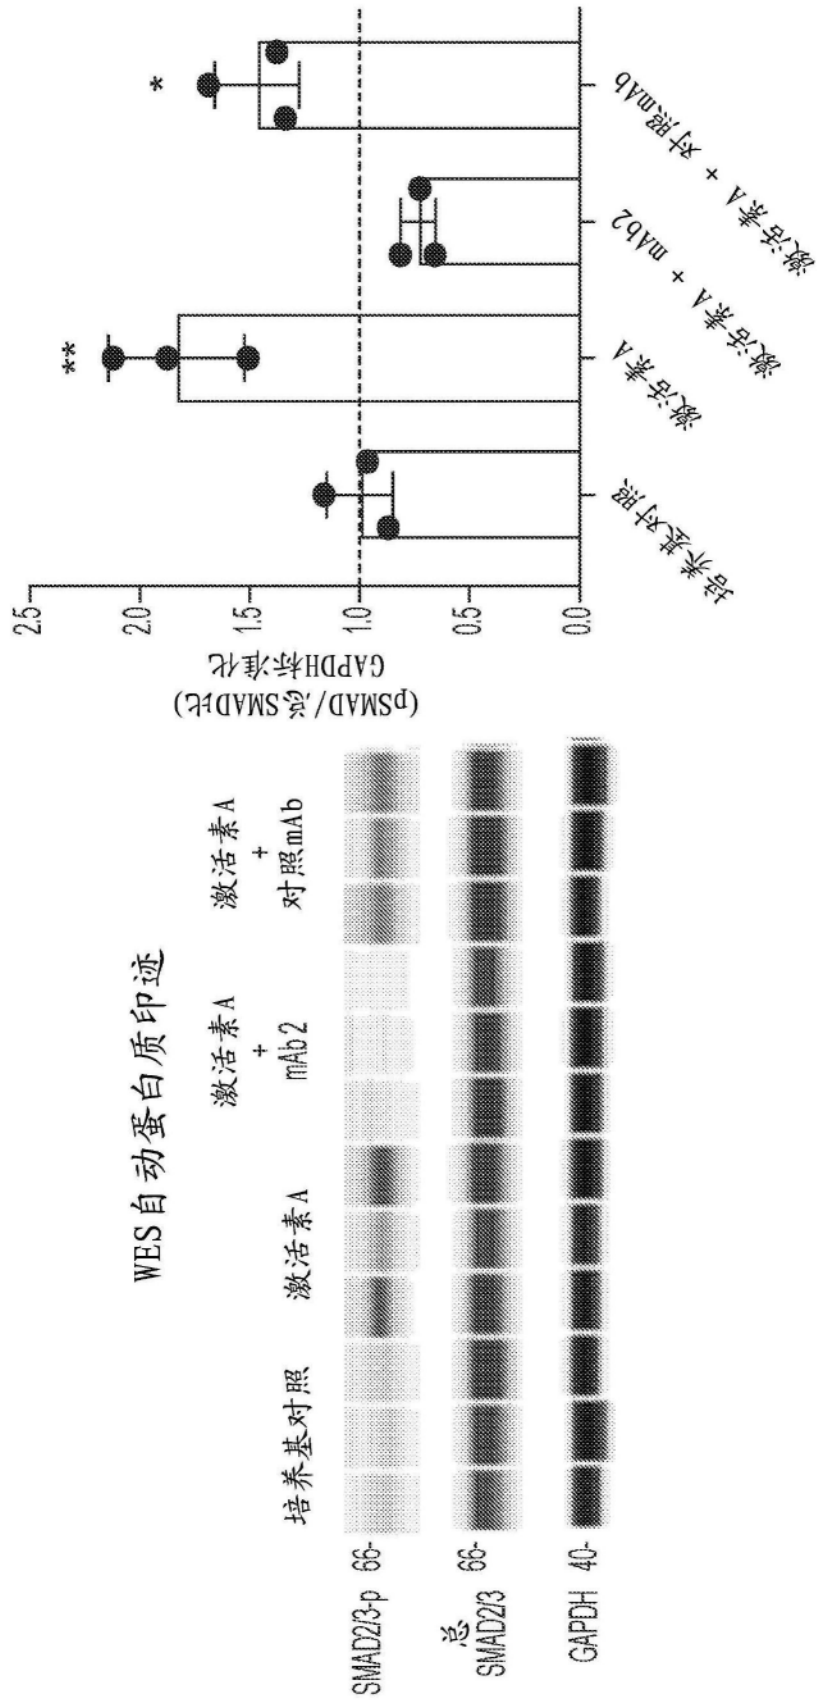 WES自动蛋白质印迹
培养基对照
激活素A
激活素A
+
mAb2
激活素A
+
对照mAb
SMAD2/3-p 66-
总
SMAD2/3 66-
GAPDH 40-
(pSMAD/总SMAD比)
GAPDH标准化
2.5
2.0
1.5
1.0
0.5
0.0
**
*
培养基对照
激活素A
激活素A + mAb2
激活素A + 对照mAb